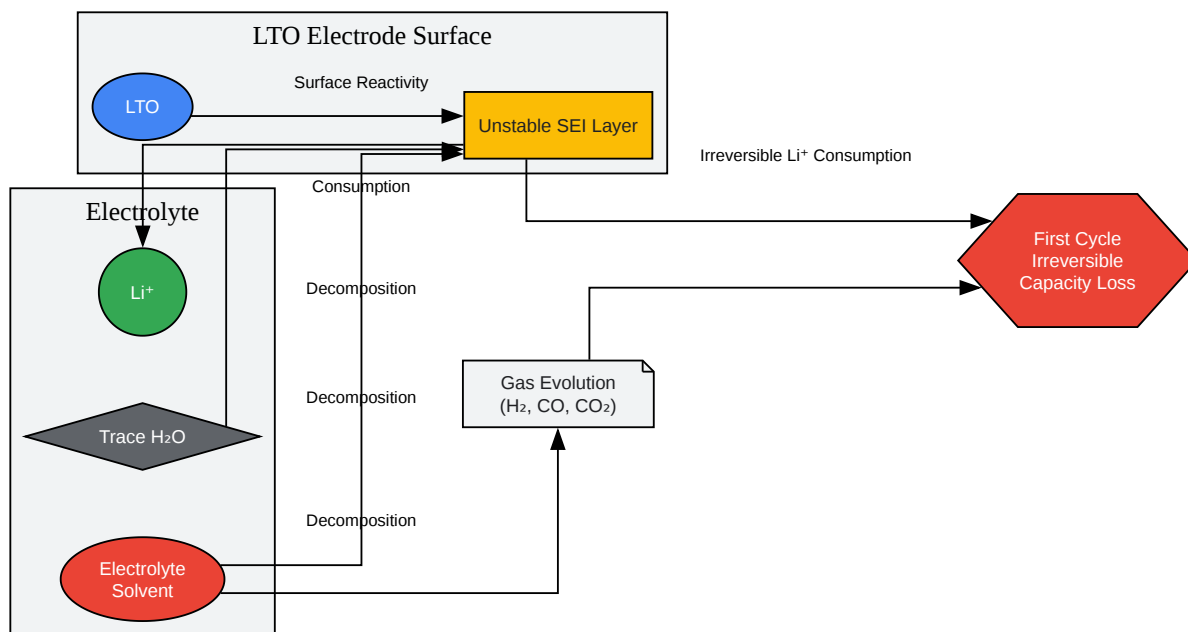 LTO Electrode Surface
Surface Reactivity
LTO
Unstable SEI Layer
Irreversible Li⁺ Consumption
Consumption
Electrolyte
First Cycle
Irreversible
Capacity Loss
Li⁺
Decomposition
Gas Evolution
(H₂, CO, CO₂)
Decomposition
Trace H₂O
Decomposition
Electrolyte
Solvent